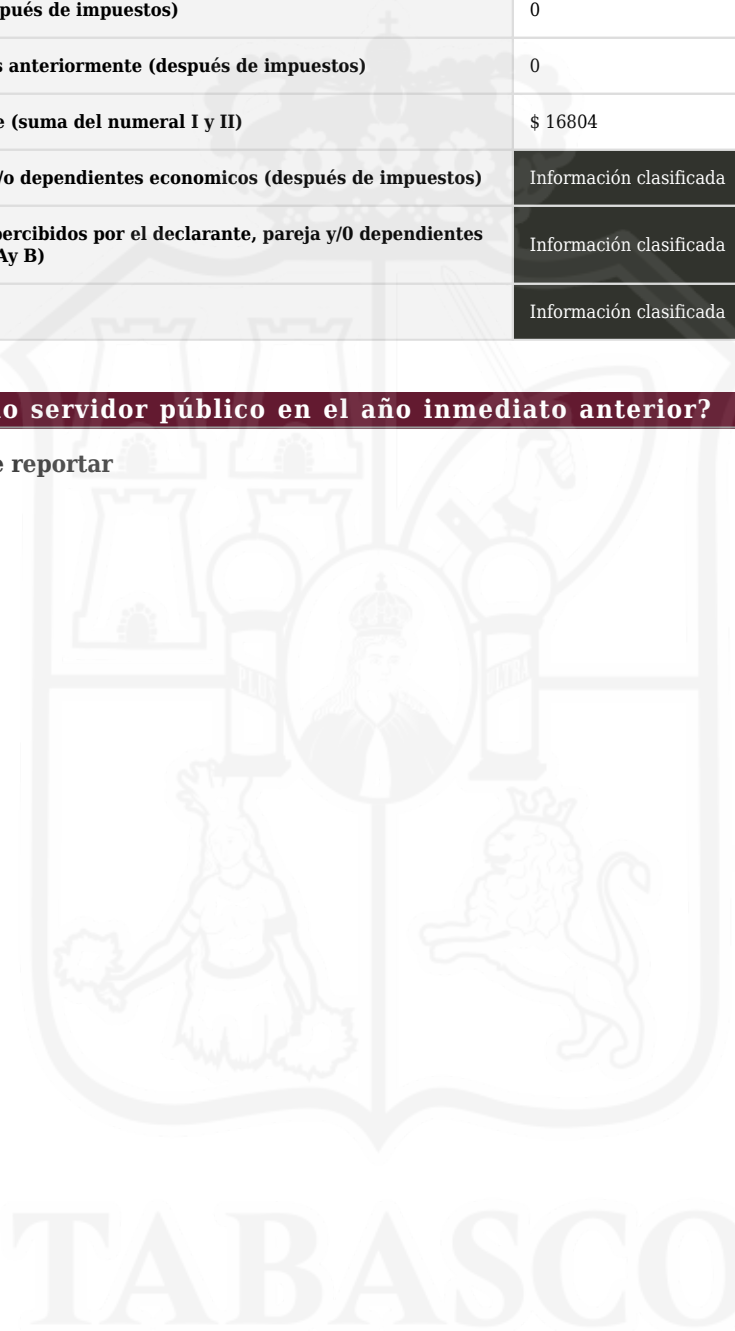 pués de impuestos) 0
s anteriormente (después de impuestos) 0
e (suma del numeral I y II) $ 16804
/o dependientes economicos (después de impuestos) Información clasificada
percibidos por el declarante, pareja y/0 dependientes
Ay B) Información clasificada
Información clasificada
o servidor público en el año inmediato anterior?
e reportar
PLUS ULTRA
TABASCO